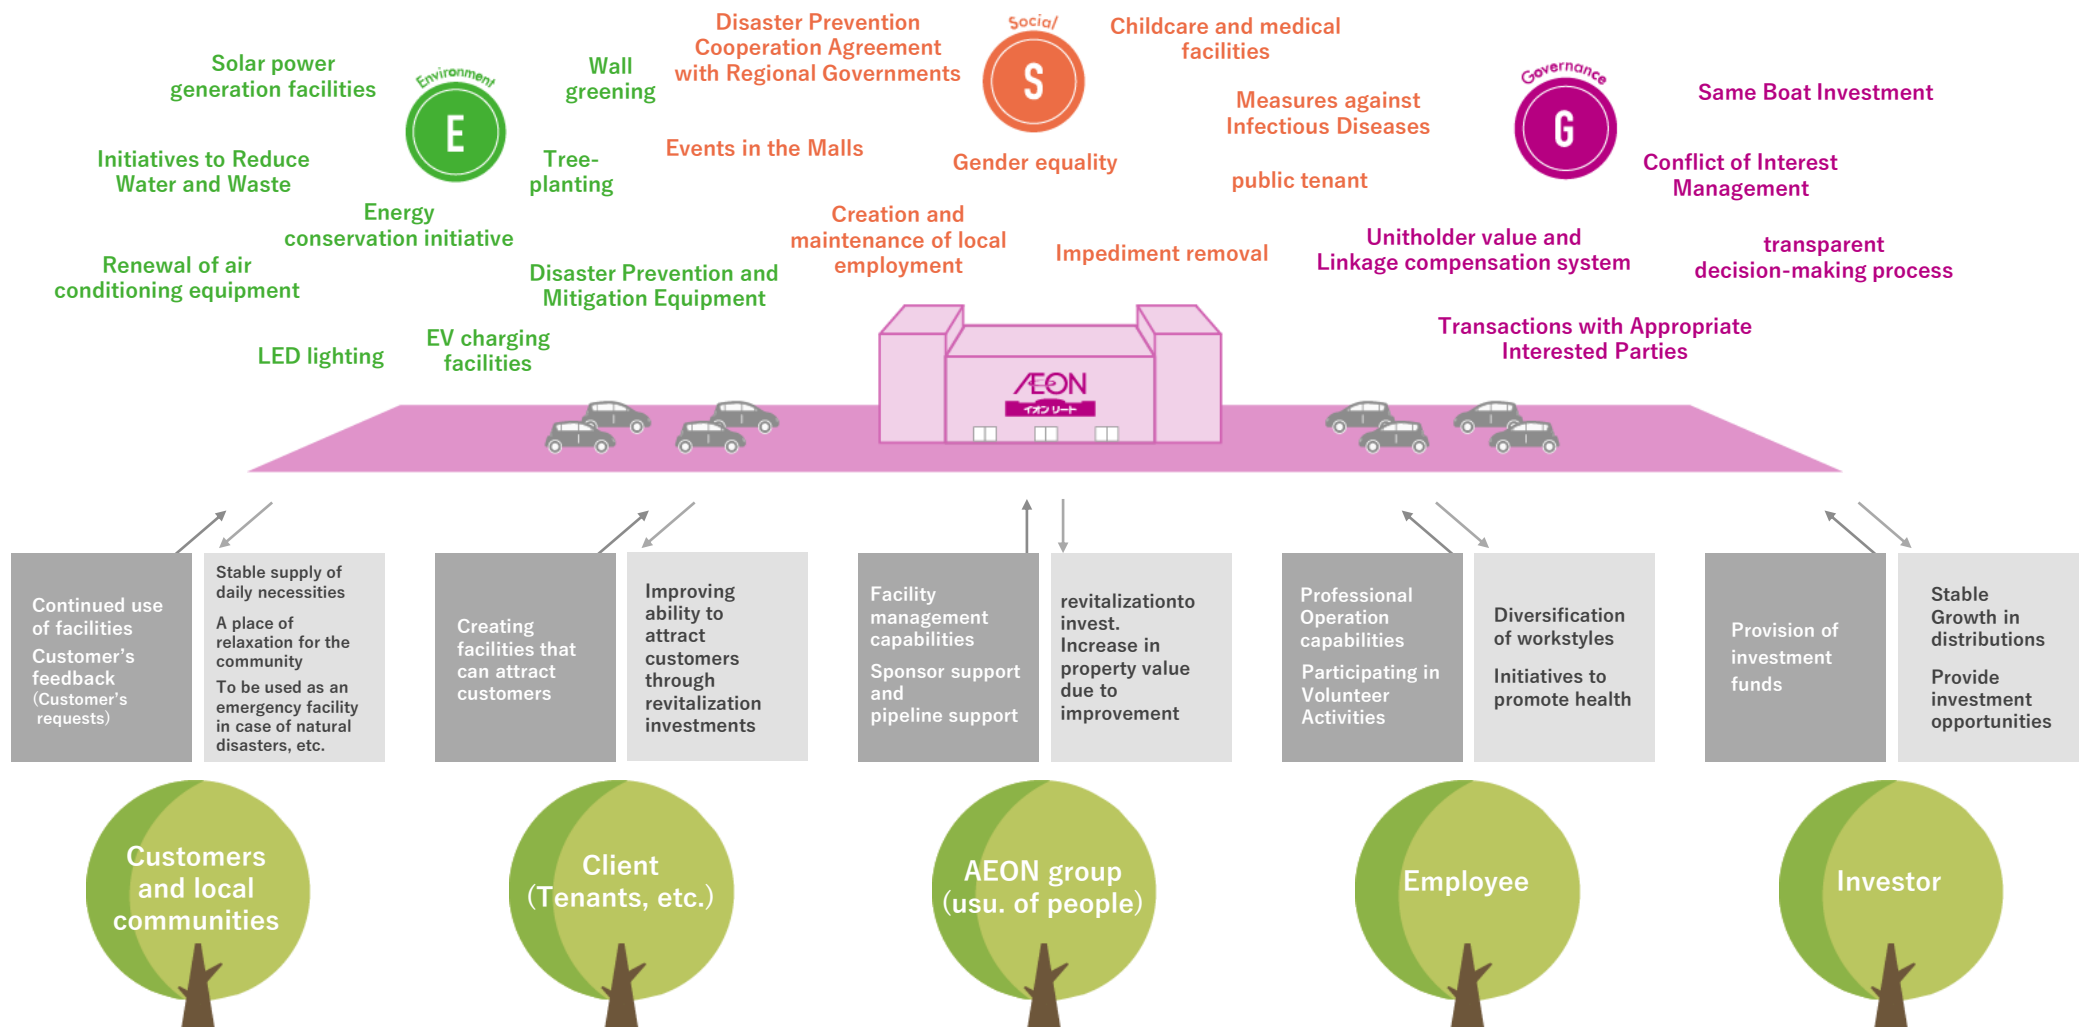 Environment
E
Solar power
generation facilities
Wall
greening
Initiatives to Reduce
Water and Waste
Tree-
planting
Energy
conservation initiative
Renewal of air
conditioning equipment
Disaster Prevention and
Mitigation Equipment
LED lighting
EV charging
facilities
Social
S
Disaster Prevention
Cooperation Agreement
with Regional Governments
Childcare and medical
facilities
Measures against
Infectious Diseases
Events in the Malls
Gender equality
public tenant
Creation and
maintenance of local
employment
Impediment removal
Governance
G
Same Boat Investment
Conflict of Interest
Management
Unitholder value and
Linkage compensation system
transparent
decision-making process
Transactions with Appropriate
Interested Parties
ÆON
イオン リート
Continued use
of facilities
Customer's
feedback
(Customer's
requests)
Stable supply of
daily necessities
A place of
relaxation for the
community
To be used as an
emergency facility
in case of natural
disasters, etc.
Creating
facilities that
can attract
customers
Improving
ability to
attract
customers
through
revitalization
investments
Facility
management
capabilities
Sponsor support
and
pipeline support
revitalizationto
invest.
Increase in
property value
due to
improvement
Professional
Operation
capabilities
Participating in
Volunteer
Activities
Diversification
of workstyles
Initiatives to
promote health
Provision of
investment
funds
Stable
Growth in
distributions
Provide
investment
opportunities
Customers
and local
communities
Client
(Tenants, etc.)
AEON group
(usu. of people)
Employee
Investor